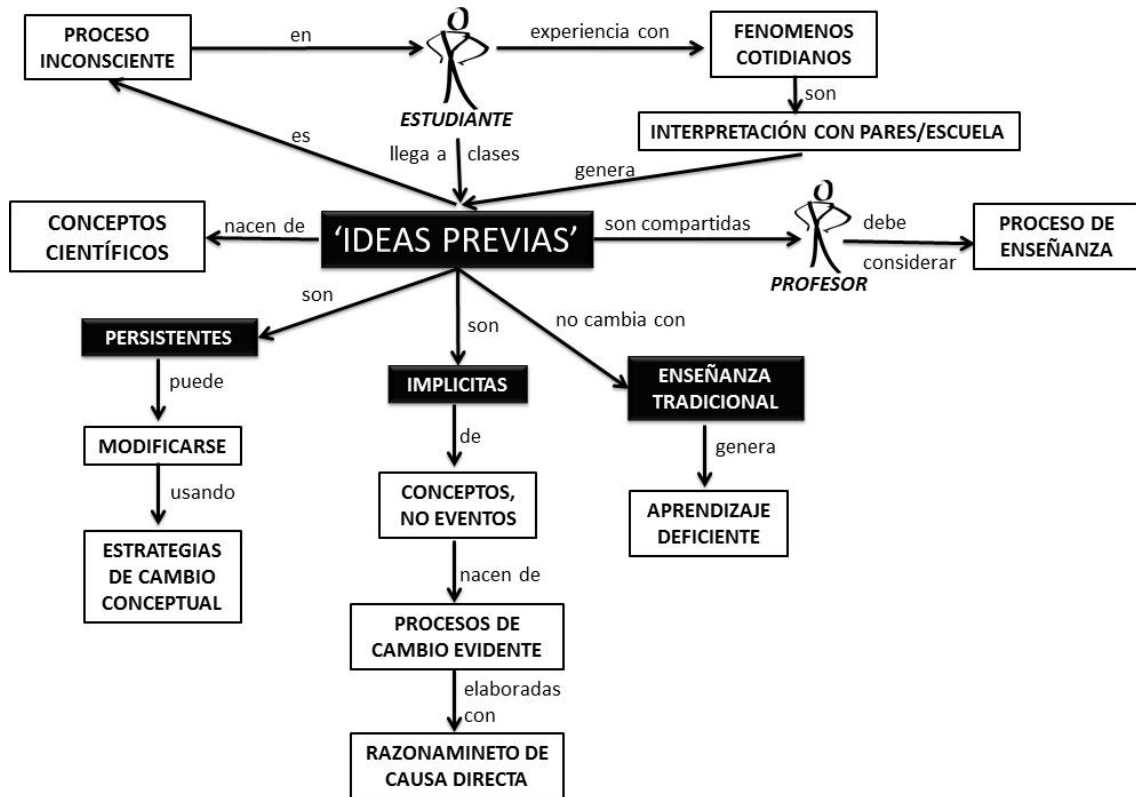 PROCESO
INCONSCIENTE
en
experiencia con
FENOMENOS
COTIDIANOS
son
ESTUDIANTE
INTERPRETACIÓN CON PARES/ESCUELA
es
llega a clases
genera
CONCEPTOS
CIENTÍFICOS
nacen de
'IDEAS PREVIAS'
son compartidas
PROFESOR
debe
considerar
PROCESO DE
ENSEÑANZA
son
son
no cambia con
PERSISTENTES
IMPLICITAS
ENSEÑANZA
TRADICIONAL
puede
de
genera
MODIFICARSE
usando
CONCEPTOS,
NO EVENTOS
APRENDIZAJE
DEFICIENTE
ESTRATEGIAS
DE CAMBIO
CONCEPTUAL
nacen de
PROCESOS DE
CAMBIO EVIDENTE
elaboradas
con
RAZONAMINETO DE
CAUSA DIRECTA